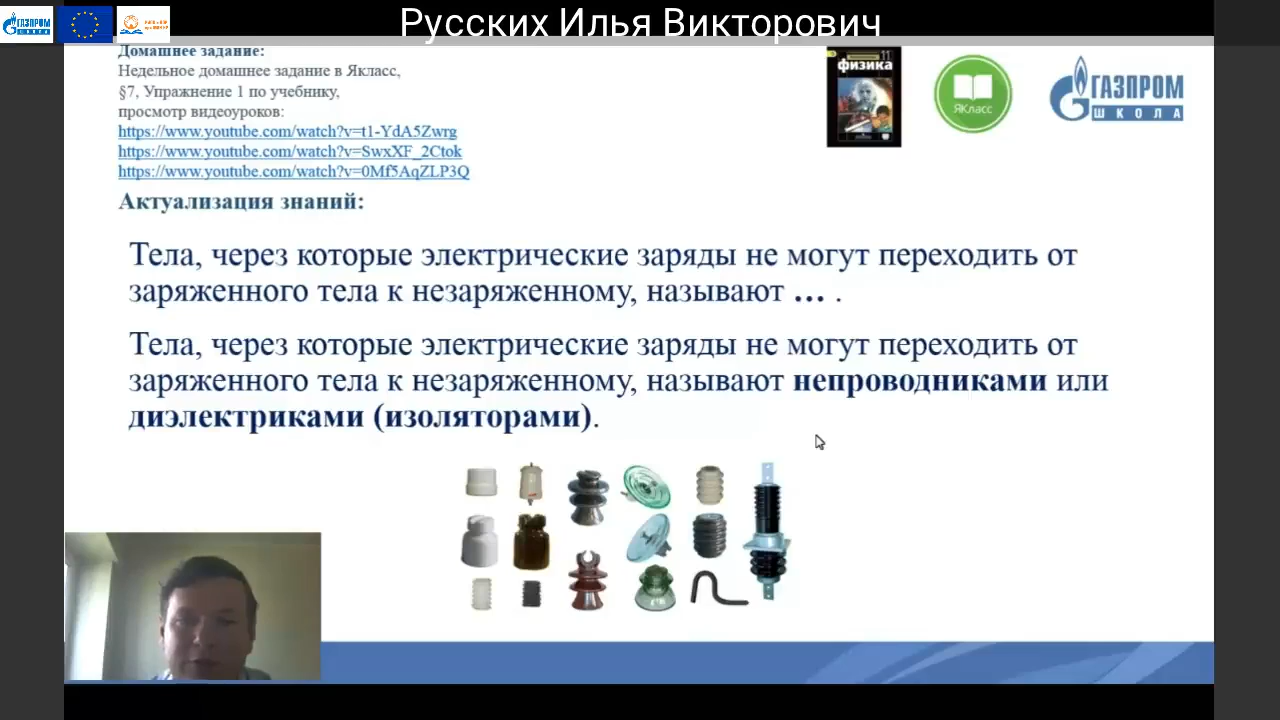 ГАЗПРОМ
ШКОЛА
Русских Илья Викторович
Домашнее задание:
Недельное домашнее задание в Якласс,
§7, Упражнение 1 по учебнику,
просмотр видеоуроков:
https://www.youtube.com/watch?v=t1-YdA5Zwrg
https://www.youtube.com/watch?v=SwxXF_2Ctok
https://www.youtube.com/watch?v=0Mf5AqZLP3Q
11
физика
ЯКласс
ГАЗПРОМ
ШКОЛА
Актуализация знаний:
Тела, через которые электрические заряды не могут переходить от
заряженного тела к незаряженному, называют … .
Тела, через которые электрические заряды не могут переходить от
заряженного тела к незаряженному, называют непроводниками или
диэлектриками (изоляторами).